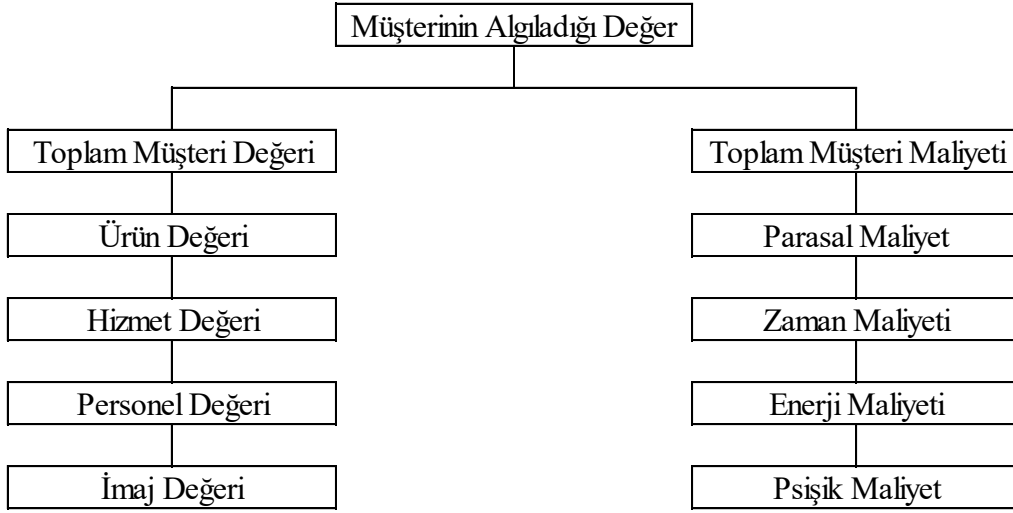 Müşterinin Algıladığı Değer
Toplam Müşteri Değeri
Ürün Değeri
Hizmet Değeri
Personel Değeri
İmaj Değeri
Toplam Müşteri Maliyeti
Parasal Maliyet
Zaman Maliyeti
Enerji Maliyeti
Psişik Maliyet